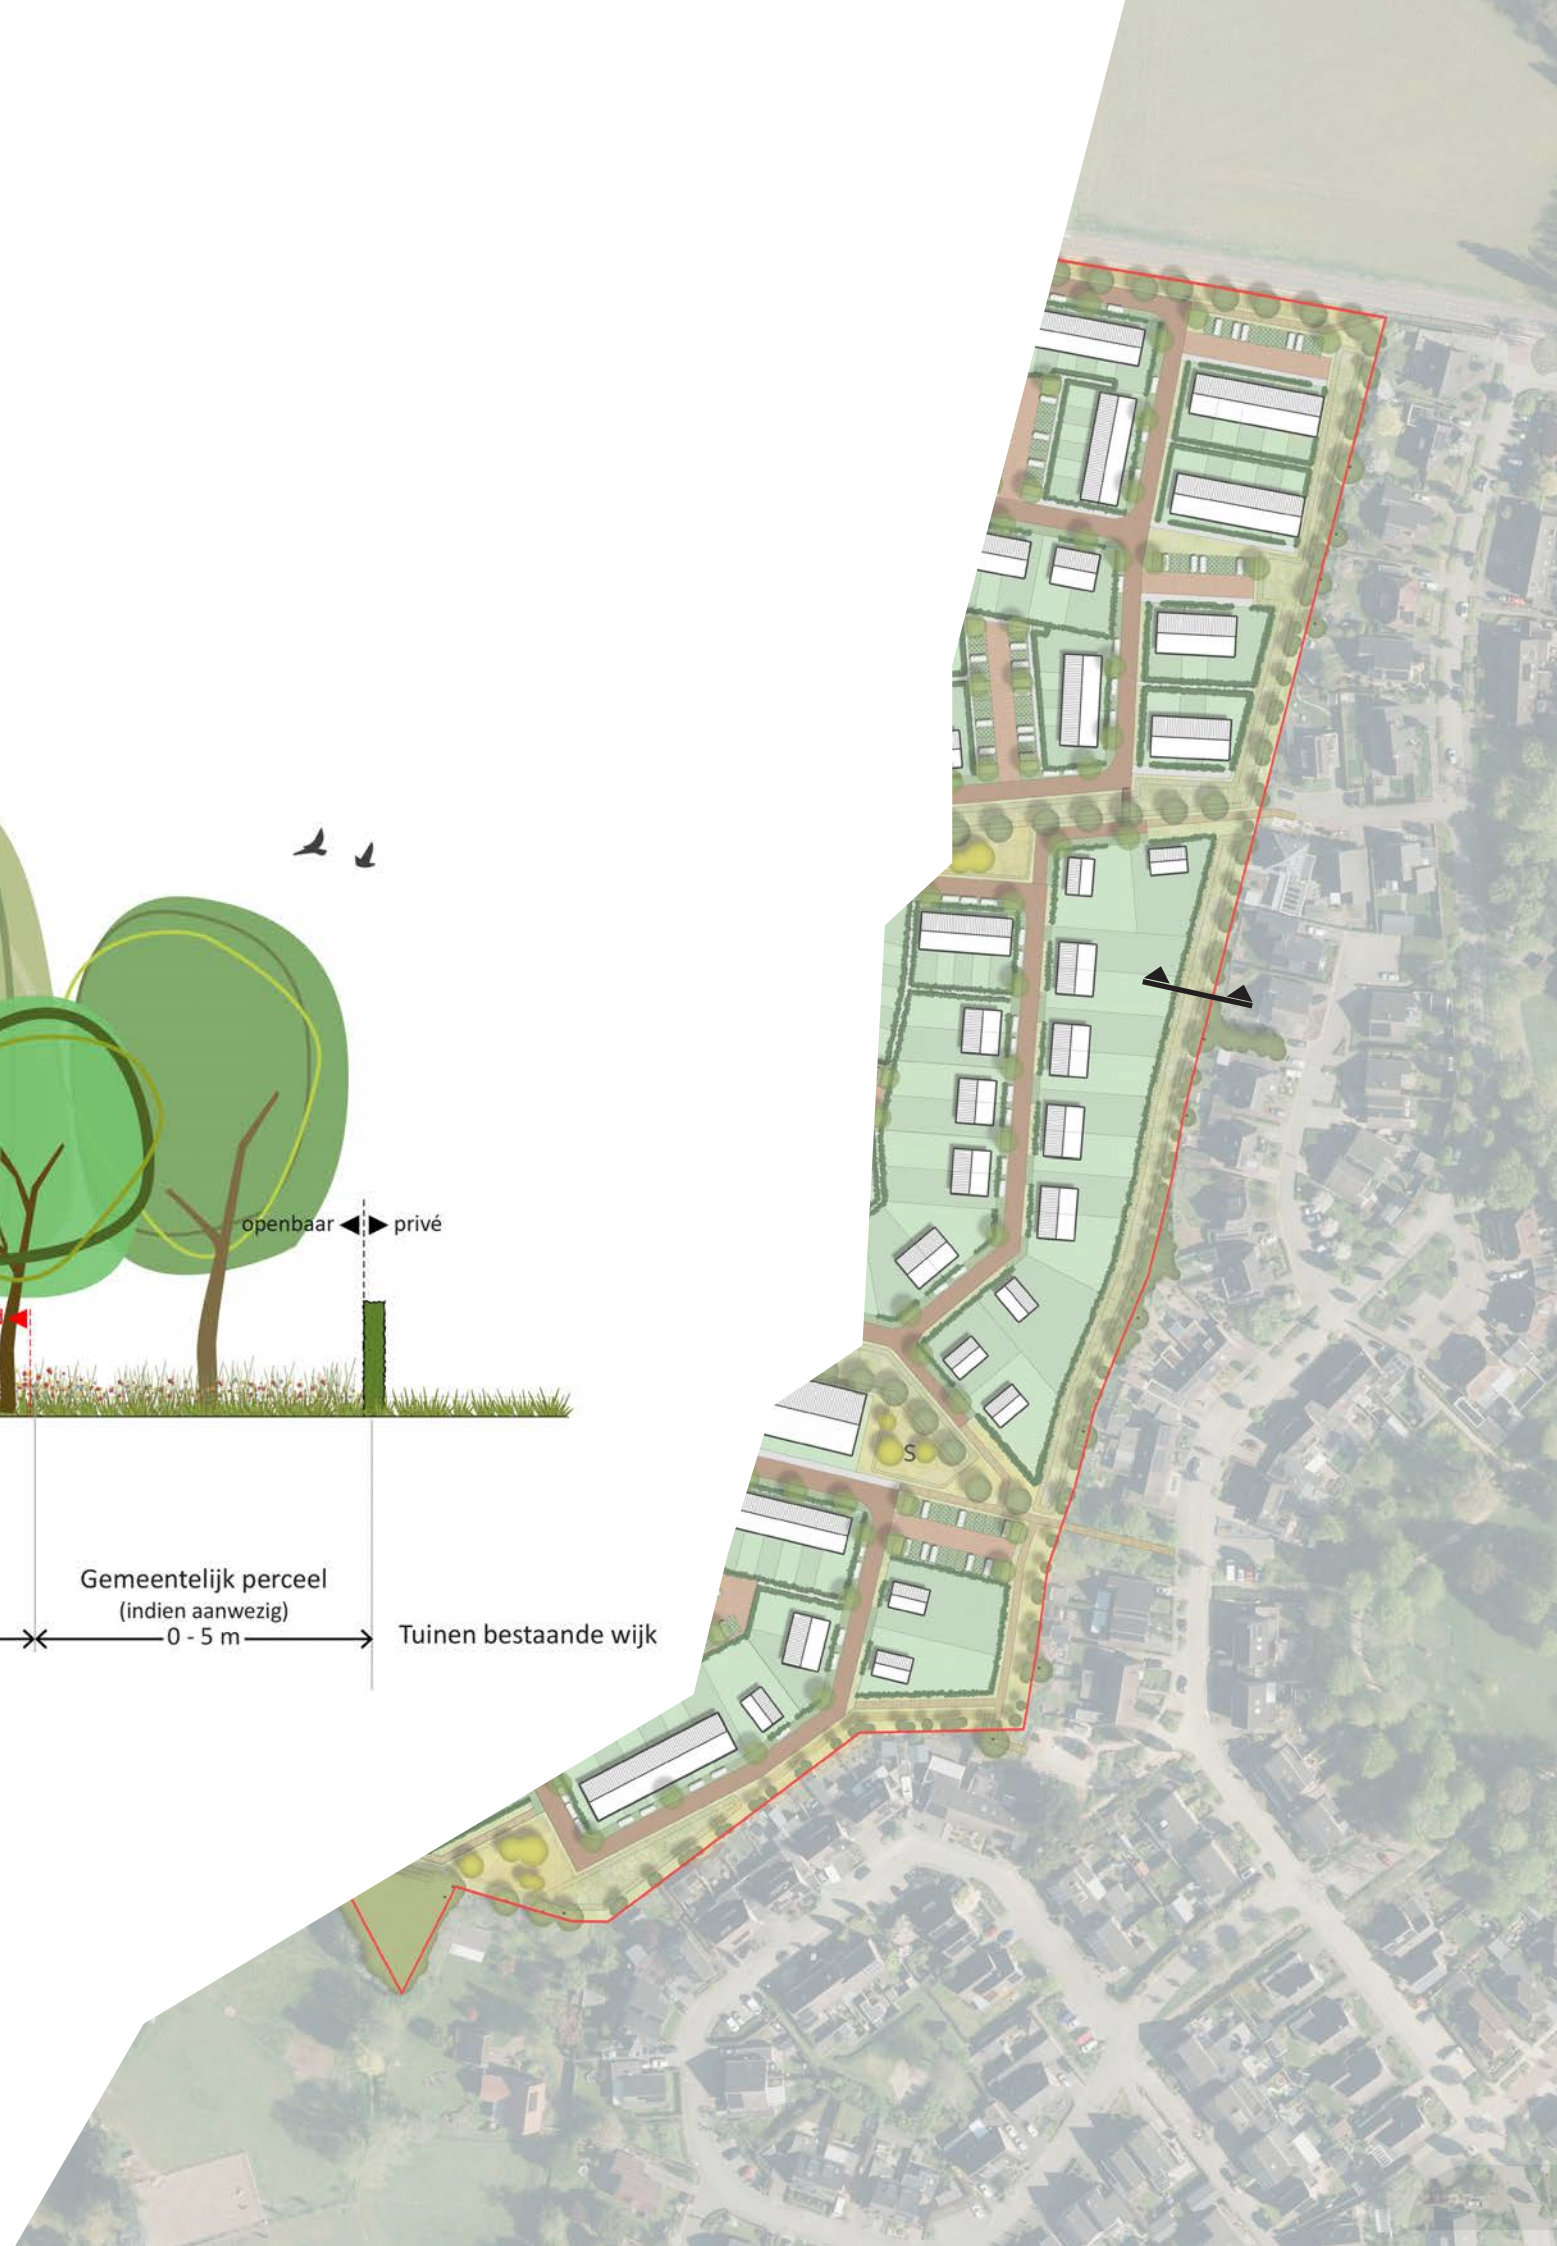 openbaar privé
S
Gemeentelijk perceel
(indien aanwezig)
0 - 5 m
Tuinen bestaande wijk